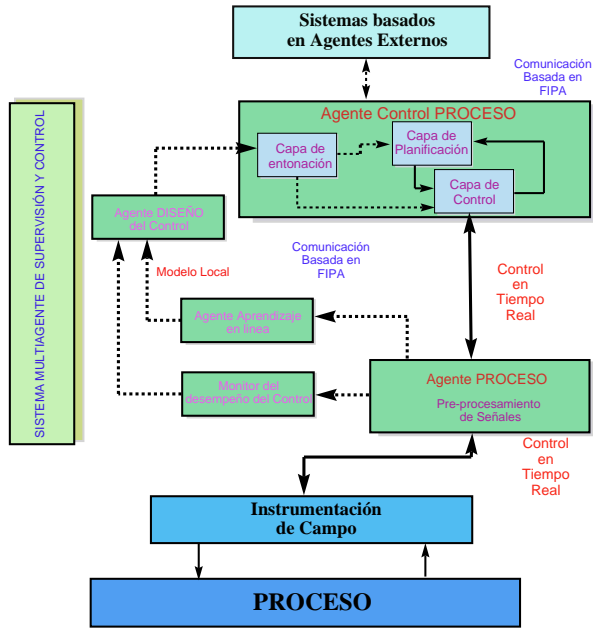 Sistemas basados
en Agentes Externos
Comunicación
Basada en
FIPA
SISTEMA MULTIAGENTE DE SUPERVISIÓN Y CONTROL
Agente Control PROCESO
Capa de
entonación
Capa de
Planificación
Capa de
Control
Agente DISEÑO
del Control
Comunicación
Basada en
FIPA
Modelo Local
Control
en
Tiempo
Real
Agente Aprendizaje
en linea
Agente PROCESO
Pre-procesamiento
de Señales
Monitor del
desempeño del Control
Control
en
Tiempo
Real
Instrumentación
de Campo
PROCESO